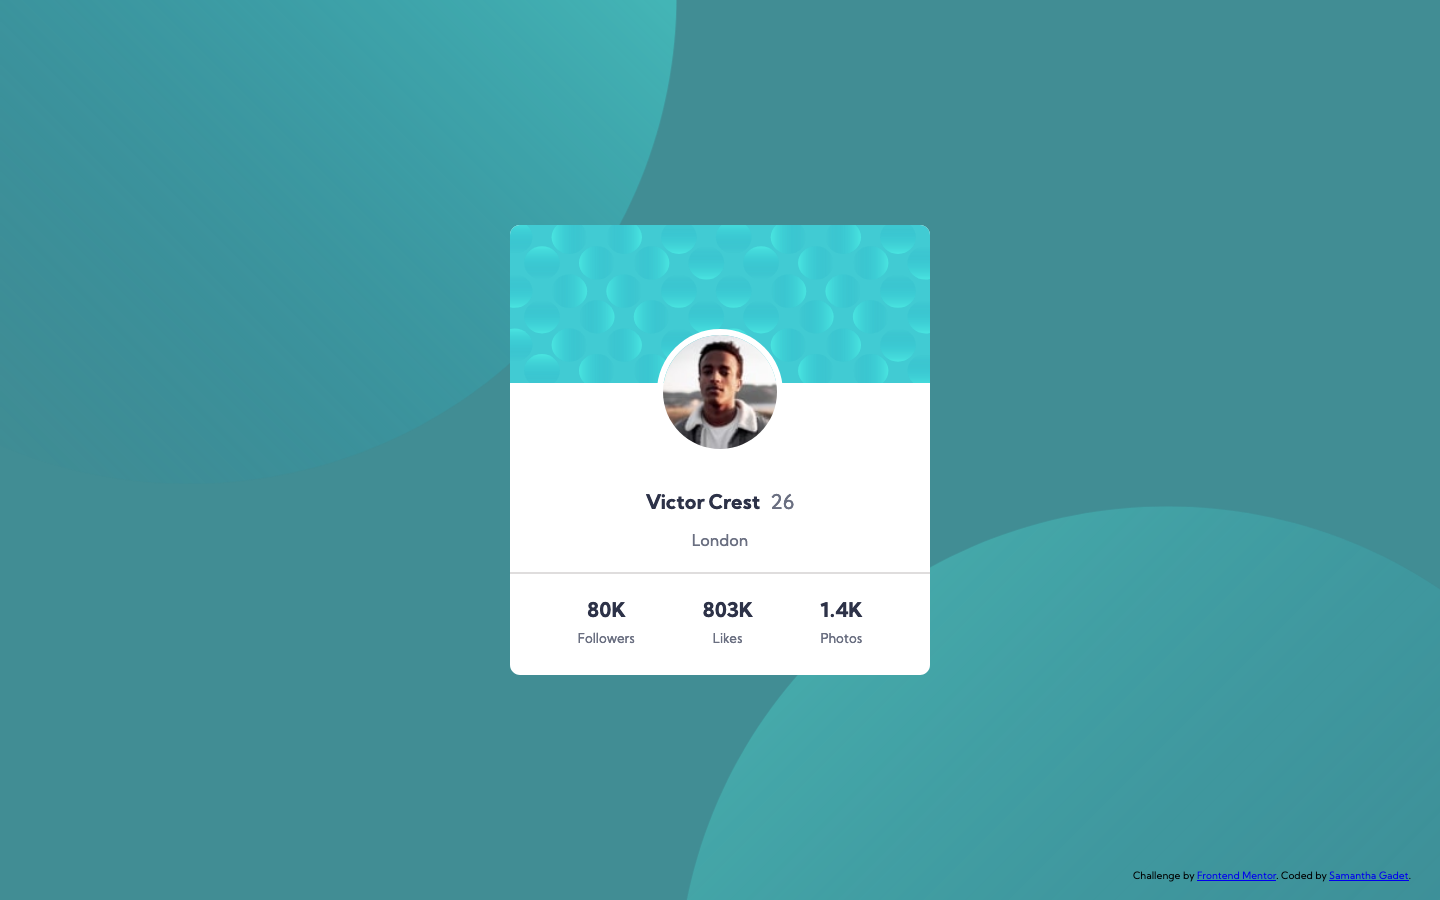 Victor Crest 26
London
80K 803K 1.4K
Followers Likes Photos
Challenge by Frontend Mentor. Coded by Samantha Gadet.